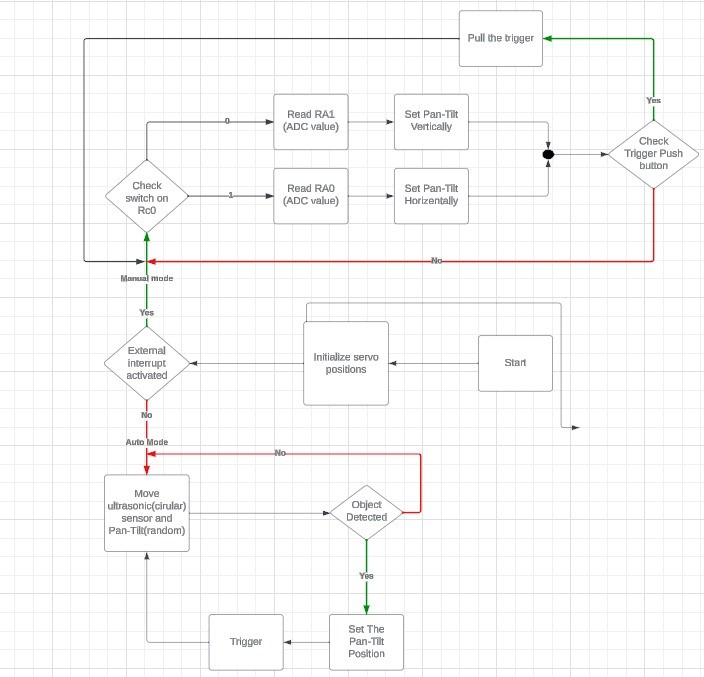 Pull the trigger
Yes
0
Read RA1
(ADC value)
Set Pan-Tilt
Vertically
Check
Trigger Push
button
Check
switch on
Rc0
1
Read RA0
(ADC value)
Set Pan-Tilt
Horizentally
No
Manual mode
Yes
External
interrupt
activated
Initialize servo
positions
Start
No
Auto Mode
No
Move
ultrasonic(cirular)
sensor and
Pan-Tilt(random)
Object
Detected
Yes
Trigger
Set The
Pan-Tilt
Position